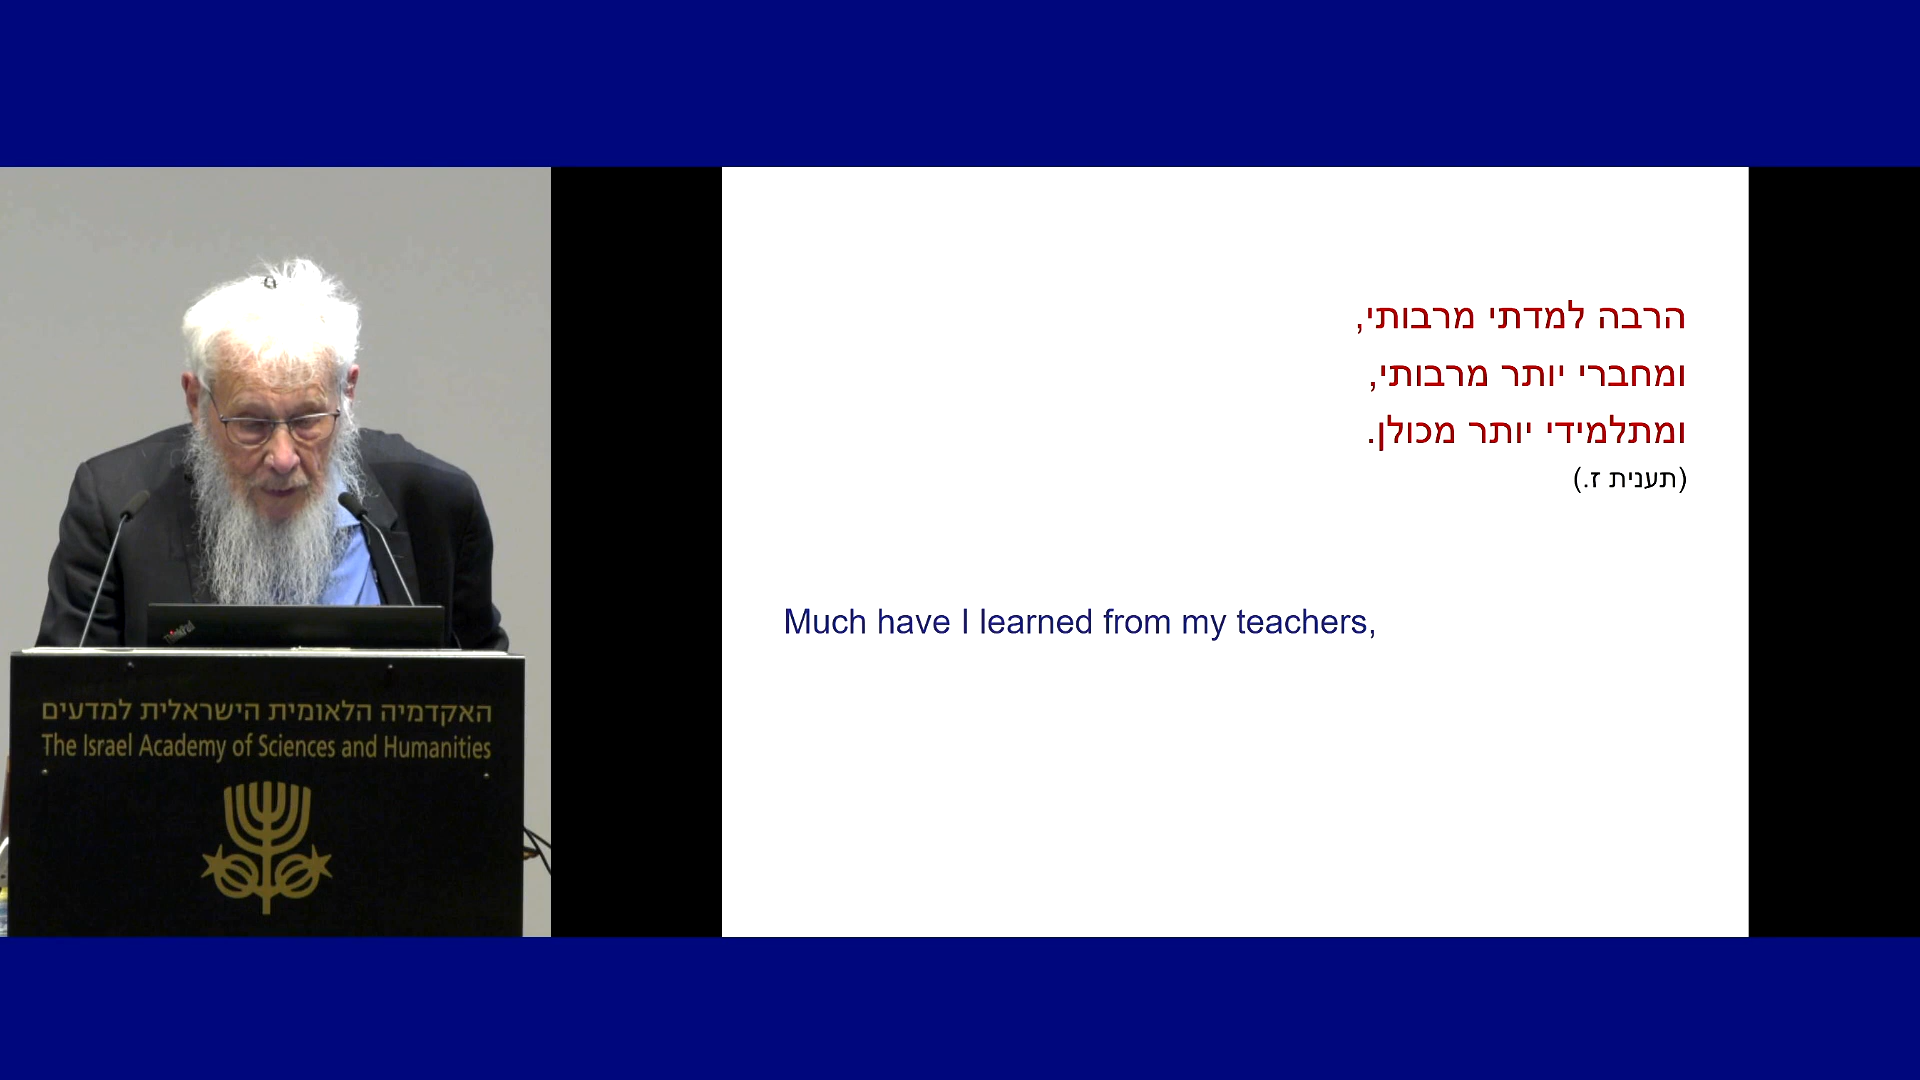 הרבה למדתי מרבותי,
ומחברי יותר מרבותי,
ומתלמידי יותר מכולן.
(תענית ז.)
Much have I learned from my teachers,
ThinkPad
האקדמיה הלאומית הישראלית למדעים
The Israel Academy of Sciences and Humanities